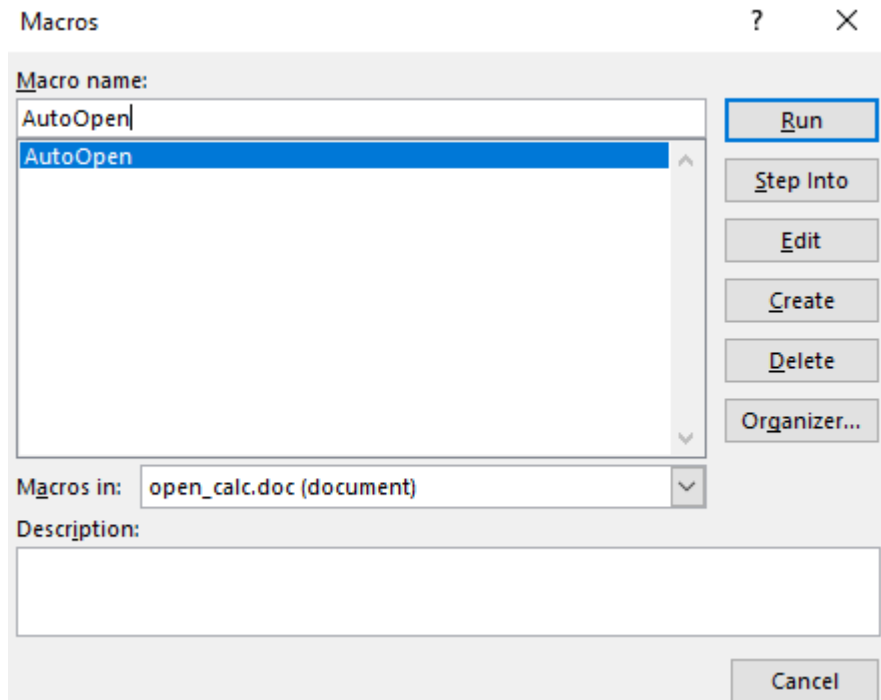 Macros ?
Macro name:
AutoOpen
Run
AutoOpen
Step Into
Edit
Create
Delete
Organizer...
Macros in: open_calc.doc (document)
Description:
Cancel